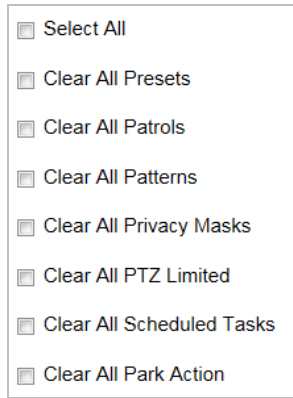 Select All
Clear All Presets
Clear All Patrols
Clear All Patterns
Clear All Privacy Masks
Clear All PTZ Limited
Clear All Scheduled Tasks
Clear All Park Action